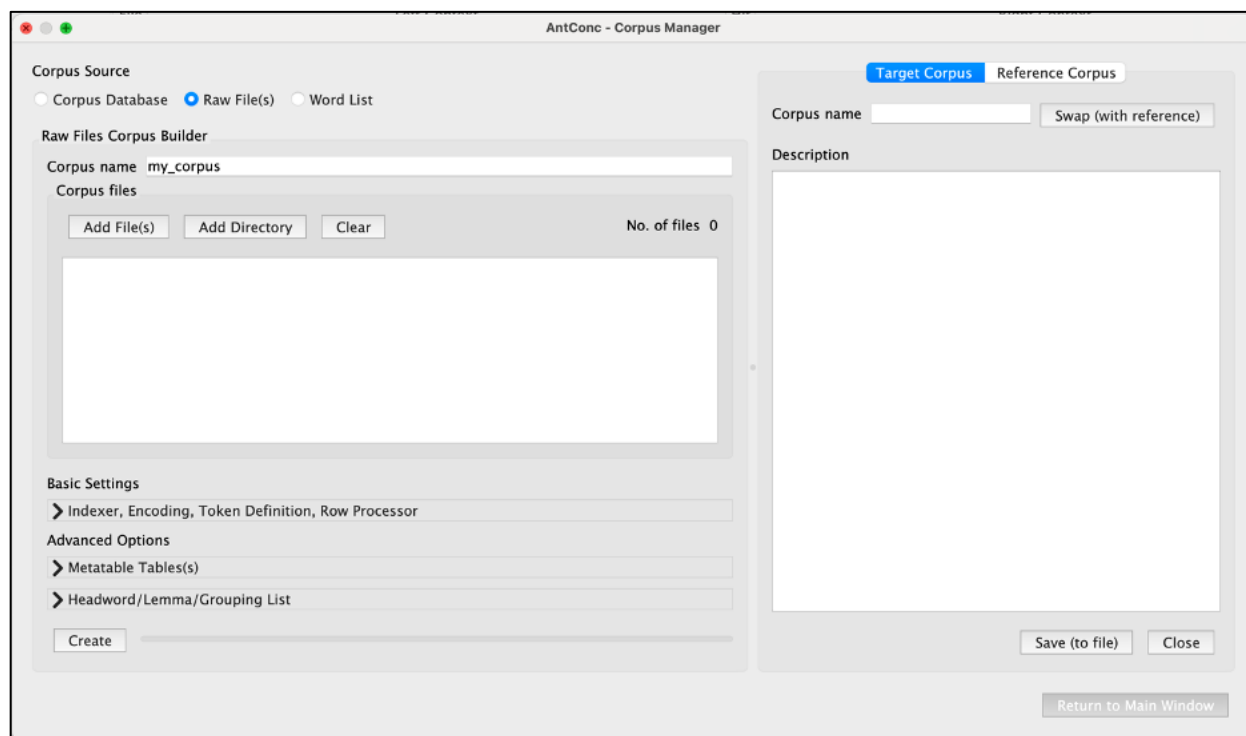 AntConc - Corpus Manager
Corpus Source
Corpus Database Raw File(s) Word List
Raw Files Corpus Builder
Corpus name my_corpus
Corpus files
Add File(s) Add Directory Clear No. of files 0
Basic Settings
Indexer, Encoding, Token Definition, Row Processor
Advanced Options
Metatable Tables(s)
Headword/Lemma/Grouping List
Create
Target Corpus Reference Corpus
Corpus name Swap (with reference)
Description
Save (to file) Close
Return to Main Window